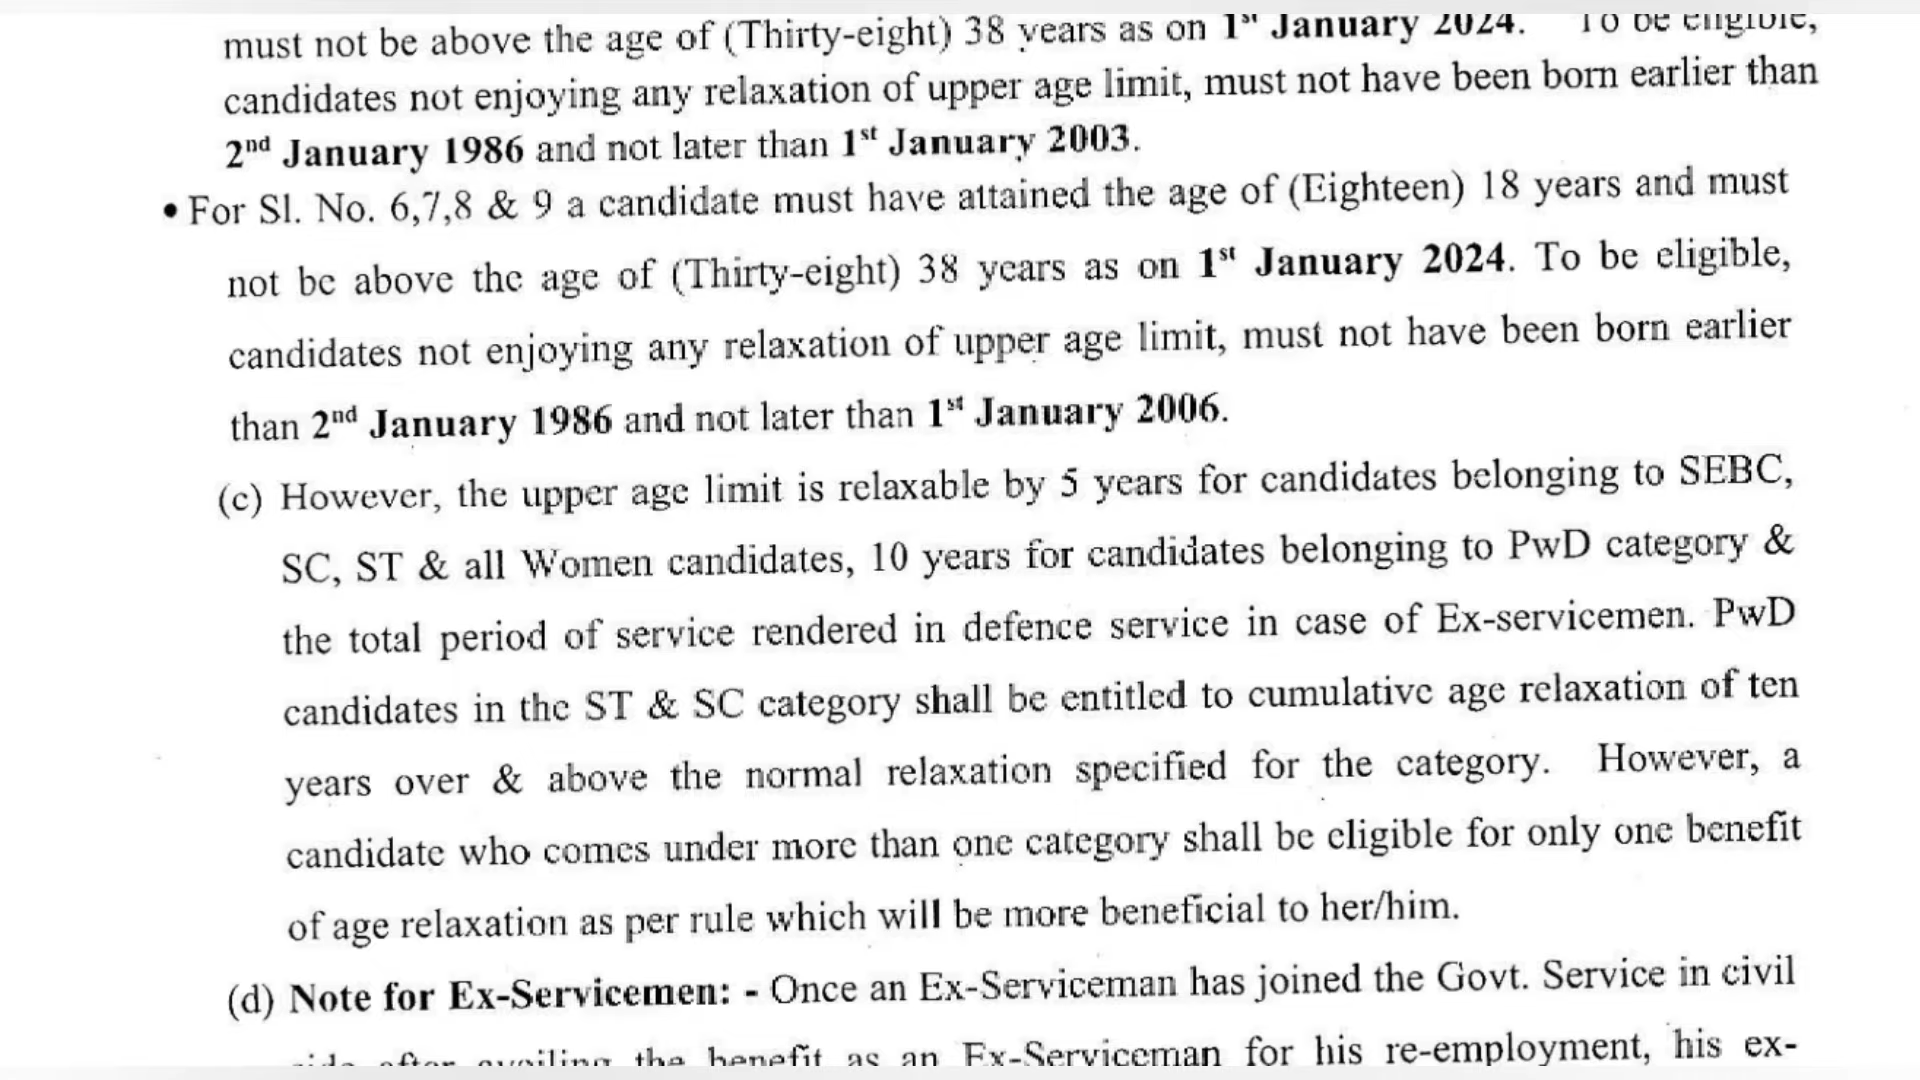 must not be above the age of (Thirty-eight) 38 years as on 1st January 2024. To be eligible,
candidates not enjoying any relaxation of upper age limit, must not have been born earlier than
2nd January 1986 and not later than 1st January 2003.
• For Sl. No. 6,7,8 & 9 a candidate must have attained the age of (Eighteen) 18 years and must
not be above the age of (Thirty-eight) 38 years as on 1st January 2024. To be eligible,
candidates not enjoying any relaxation of upper age limit, must not have been born earlier
than 2nd January 1986 and not later than 1st January 2006.
(c) However, the upper age limit is relaxable by 5 years for candidates belonging to SEBC,
SC, ST & all Women candidates, 10 years for candidates belonging to PwD category &
the total period of service rendered in defence service in case of Ex-servicemen. PwD
candidates in the ST & SC category shall be entitled to cumulative age relaxation of ten
years over & above the normal relaxation specified for the category. However, a
candidate who comes under more than one category shall be eligible for only one benefit
of age relaxation as per rule which will be more beneficial to her/him.
(d) Note for Ex-Servicemen: - Once an Ex-Serviceman has joined the Govt. Service in civil
side after availing the benefit as an Ex-Serviceman for his re-employment, his ex-